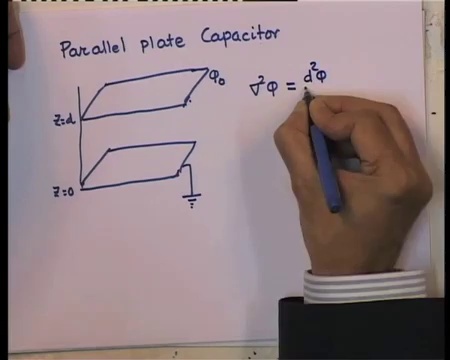 Parallel plate Capacitor
φ₀
∇²φ = d²φ
z=d
z=0